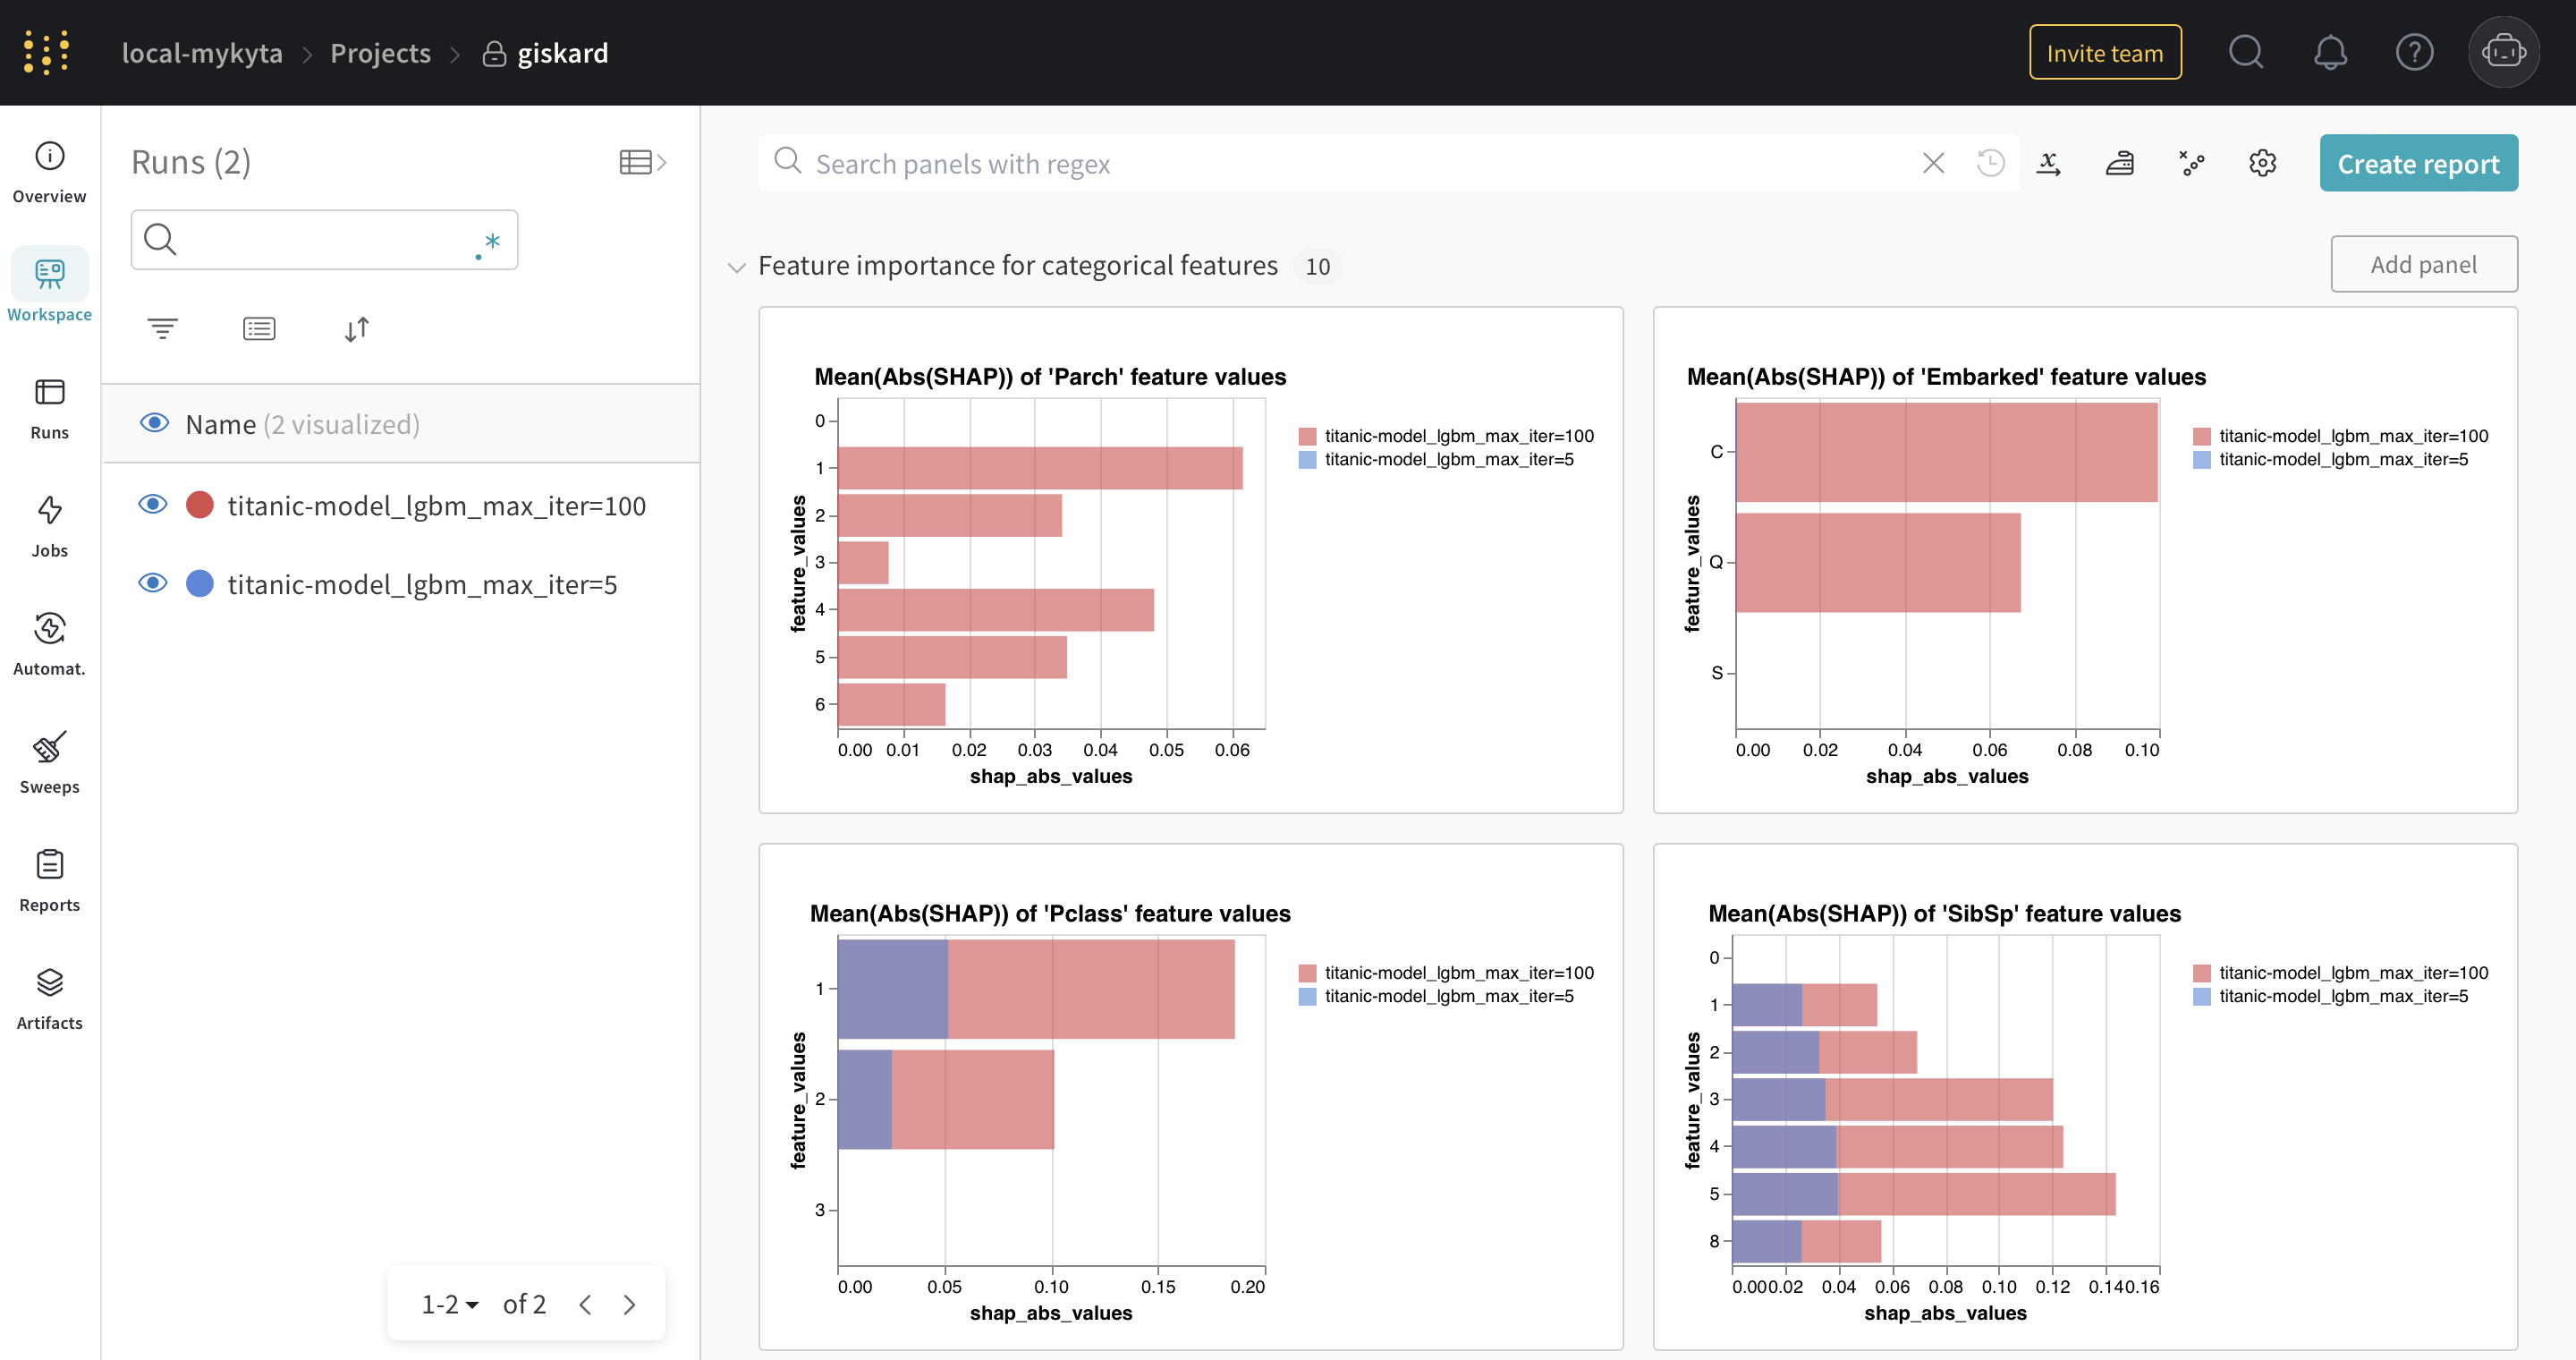 local-mykyta > Projects > giskard
Invite team
Overview
Workspace
Runs
Jobs
Automat.
Sweeps
Reports
Artifacts
Runs (2)
.*
Name (2 visualized)
titanic-model_lgbm_max_iter=100
titanic-model_lgbm_max_iter=5
1-2 of 2
Search panels with regex
Create report
Feature importance for categorical features 10
Add panel
Mean(Abs(SHAP)) of 'Parch' feature values
feature_values
0
1
2
3
4
5
6
0.00 0.01 0.02 0.03 0.04 0.05 0.06
shap_abs_values
titanic-model_lgbm_max_iter=100
titanic-model_lgbm_max_iter=5
Mean(Abs(SHAP)) of 'Embarked' feature values
feature_values
C
Q
S
0.00 0.02 0.04 0.06 0.08 0.10
shap_abs_values
titanic-model_lgbm_max_iter=100
titanic-model_lgbm_max_iter=5
Mean(Abs(SHAP)) of 'Pclass' feature values
feature_values
1
2
3
0.00 0.05 0.10 0.15 0.20
shap_abs_values
titanic-model_lgbm_max_iter=100
titanic-model_lgbm_max_iter=5
Mean(Abs(SHAP)) of 'SibSp' feature values
feature_values
0
1
2
3
4
5
8
0.00 0.02 0.04 0.06 0.08 0.10 0.12 0.14 0.16
shap_abs_values
titanic-model_lgbm_max_iter=100
titanic-model_lgbm_max_iter=5